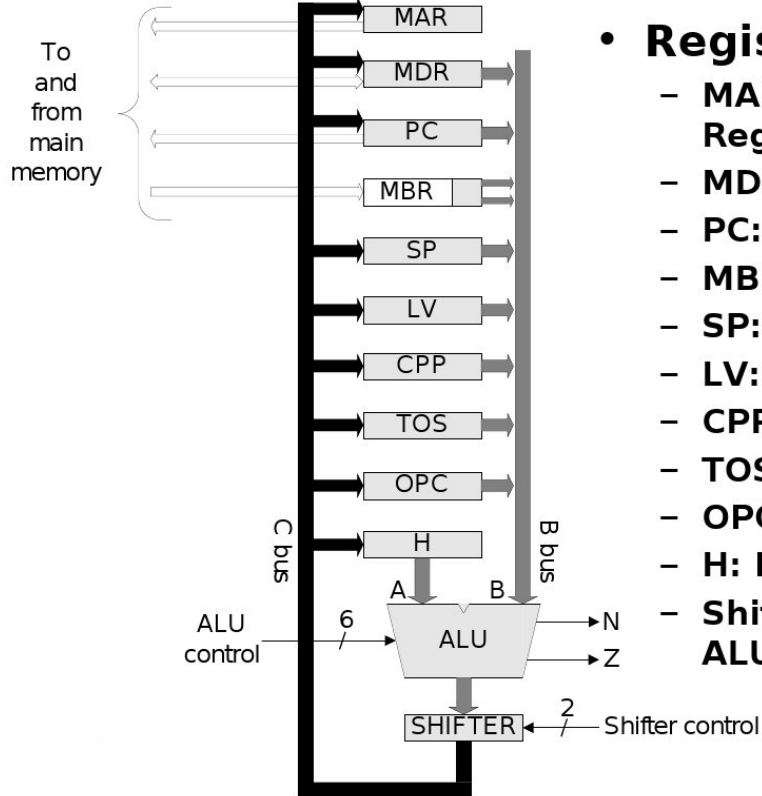 To
and
from
main
memory
MAR
MDR
PC
MBR
SP
LV
CPP
TOS
OPC
H
C bus
B bus
A
B
ALU
control
6
ALU
N
Z
SHIFTER
2
Shifter control
• Regis
– MA
Reg
– MD
– PC:
– MB
– SP:
– LV:
– CPP
– TOS
– OPC
– H:
– Shif
ALU